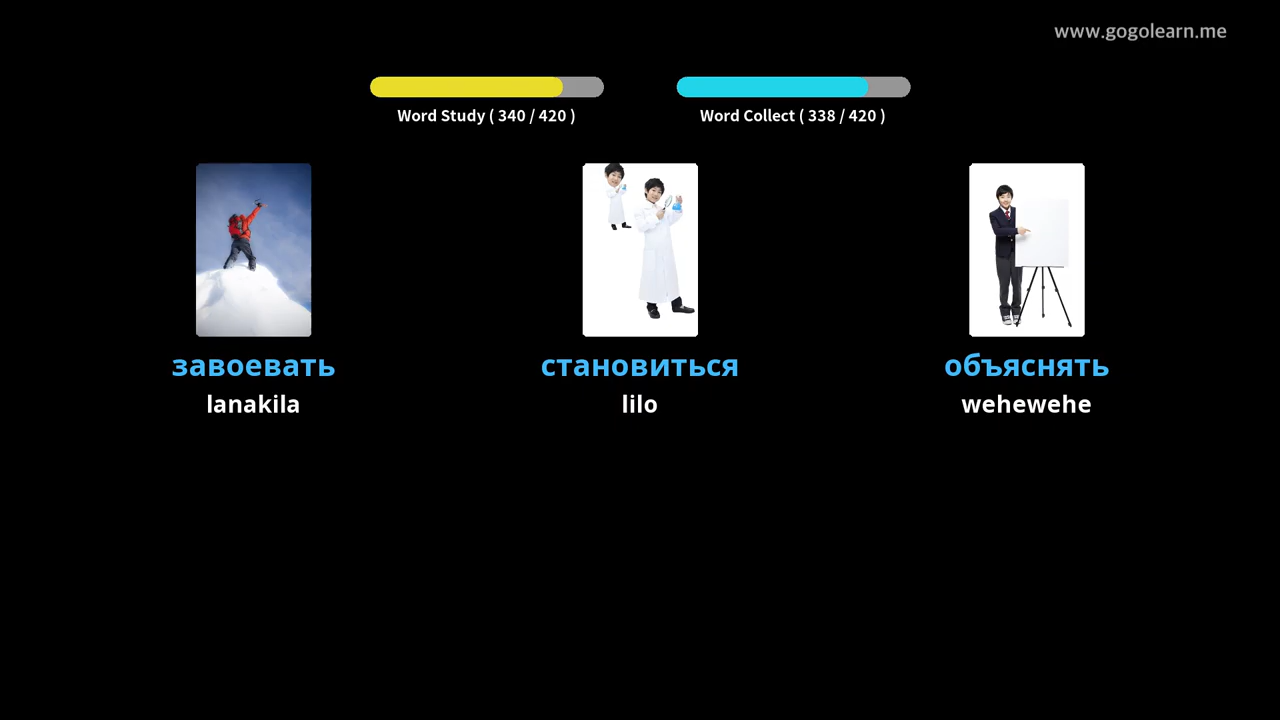 www.gogolearn.me
Word Study ( 340 / 420 )
Word Collect ( 338 / 420 )
завоевать
становиться
объяснять
lanakila
lilo
wehewehe